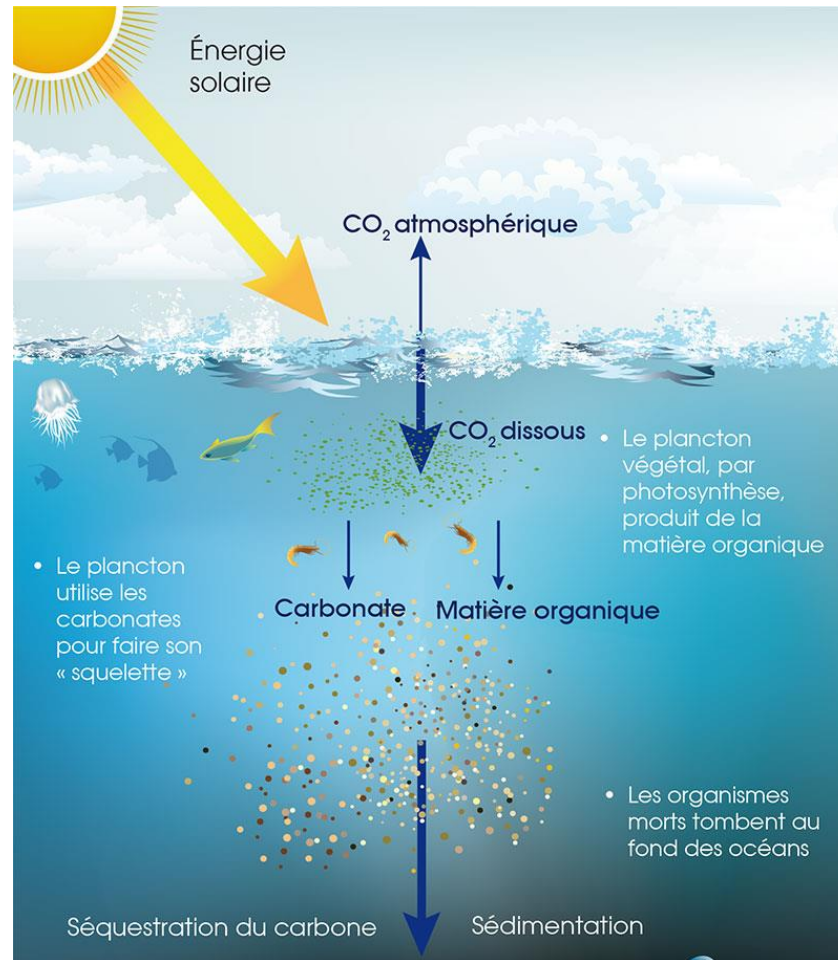 Énergie
solaire
CO₂ atmosphérique
CO₂ dissous
• Le plancton
végétal, par
photosynthèse,
produit de la
matière organique
• Le plancton
utilise les
carbonates
pour faire son
« squelette »
Carbonate
Matière organique
• Les organismes
morts tombent au
fond des océans
Séquestration du carbone
Sédimentation